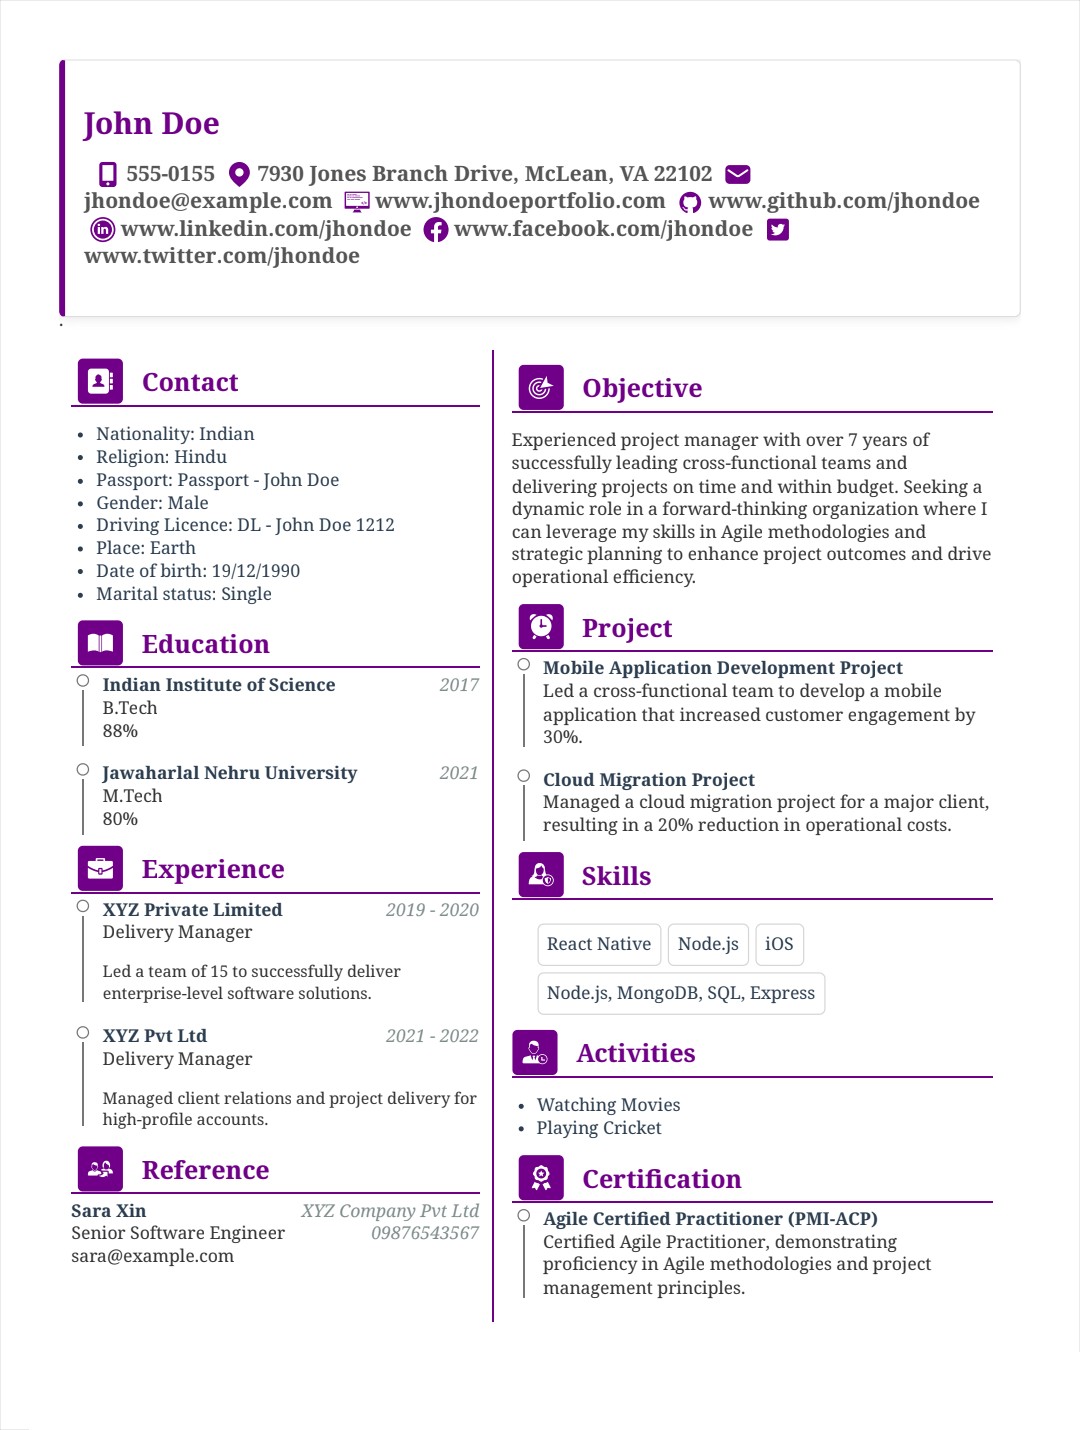 John Doe
555-0155 7930 Jones Branch Drive, McLean, VA 22102
jhondoe@example.com www.jhondoeportfolio.com www.github.com/jhondoe
www.linkedin.com/jhondoe www.facebook.com/jhondoe
www.twitter.com/jhondoe
.
Contact
• Nationality: Indian
• Religion: Hindu
• Passport: Passport - John Doe
• Gender: Male
• Driving Licence: DL - John Doe 1212
• Place: Earth
• Date of birth: 19/12/1990
• Marital status: Single
Education
Indian Institute of Science 2017
B.Tech
88%
Jawaharlal Nehru University 2021
M.Tech
80%
Experience
XYZ Private Limited 2019 - 2020
Delivery Manager
Led a team of 15 to successfully deliver
enterprise-level software solutions.
XYZ Pvt Ltd 2021 - 2022
Delivery Manager
Managed client relations and project delivery for
high-profile accounts.
Reference
Sara Xin XYZ Company Pvt Ltd
Senior Software Engineer 09876543567
sara@example.com
Objective
Experienced project manager with over 7 years of
successfully leading cross-functional teams and
delivering projects on time and within budget. Seeking a
dynamic role in a forward-thinking organization where I
can leverage my skills in Agile methodologies and
strategic planning to enhance project outcomes and drive
operational efficiency.
Project
Mobile Application Development Project
Led a cross-functional team to develop a mobile
application that increased customer engagement by
30%.
Cloud Migration Project
Managed a cloud migration project for a major client,
resulting in a 20% reduction in operational costs.
Skills
React Native Node.js iOS
Node.js, MongoDB, SQL, Express
Activities
• Watching Movies
• Playing Cricket
Certification
Agile Certified Practitioner (PMI-ACP)
Certified Agile Practitioner, demonstrating
proficiency in Agile methodologies and project
management principles.